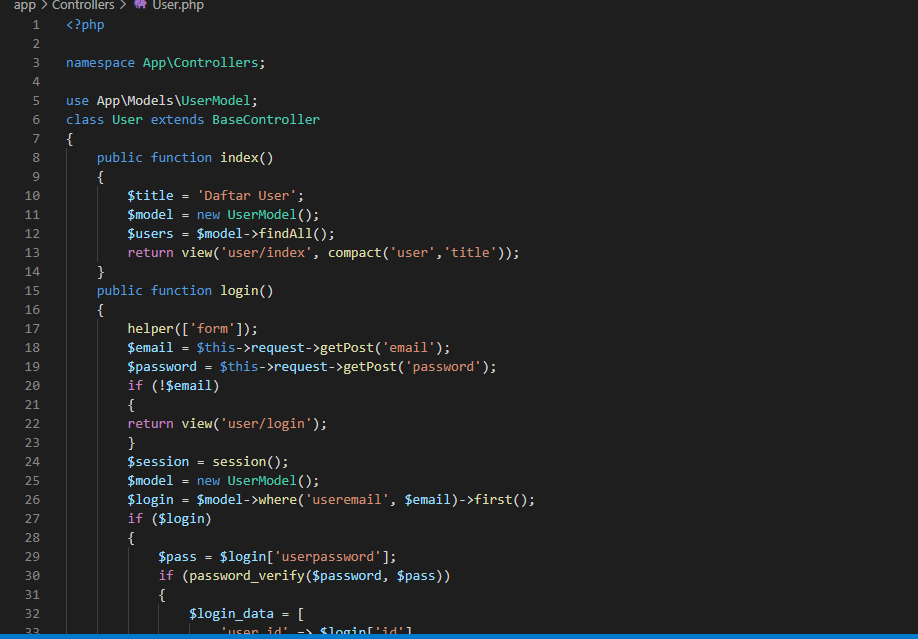 app > Controllers > User.php
1 <?php
2
3 namespace App\Controllers;
4
5 use App\Models\UserModel;
6 class User extends BaseController
7 {
8 public function index()
9 {
10 $title = 'Daftar User';
11 $model = new UserModel();
12 $users = $model->findAll();
13 return view('user/index', compact('user','title'));
14 }
15 public function login()
16 {
17 helper(['form']);
18 $email = $this->request->getPost('email');
19 $password = $this->request->getPost('password');
20 if (!$email)
21 {
22 return view('user/login');
23 }
24 $session = session();
25 $model = new UserModel();
26 $login = $model->where('useremail', $email)->first();
27 if ($login)
28 {
29 $pass = $login['userpassword'];
30 if (password_verify($password, $pass))
31 {
32 $login_data = [
33 'user_id' => $login['id']